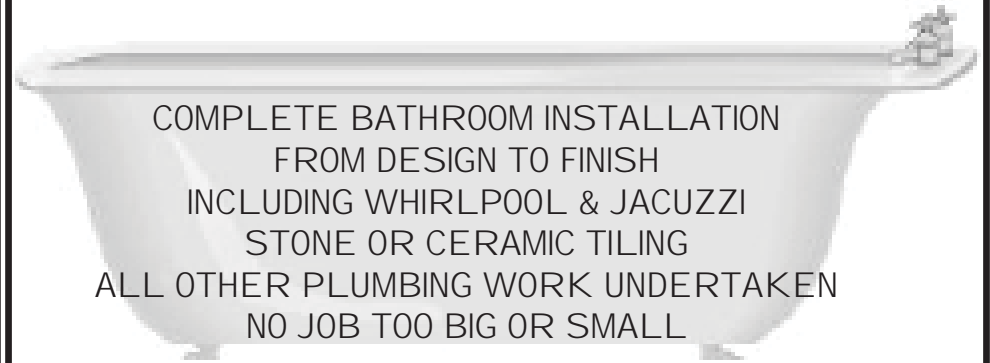 COMPLETE BATHROOM INSTALLATION
FROM DESIGN TO FINISH
INCLUDING WHIRLPOOL & JACUZZI
STONE OR CERAMIC TILING
ALL OTHER PLUMBING WORK UNDERTAKEN
NO JOB TOO BIG OR SMALL